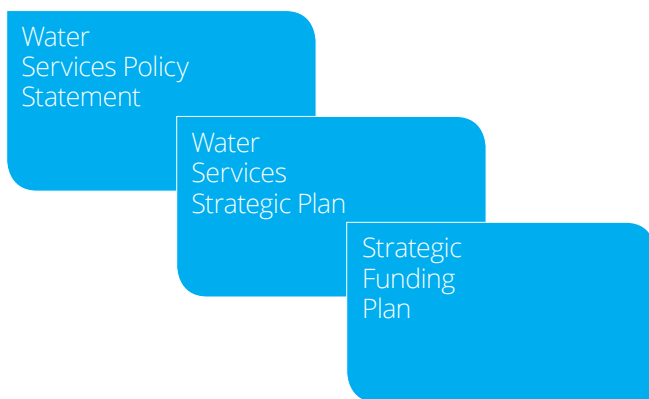 Water
Services Policy
Statement
Water
Services
Strategic Plan
Strategic
Funding
Plan